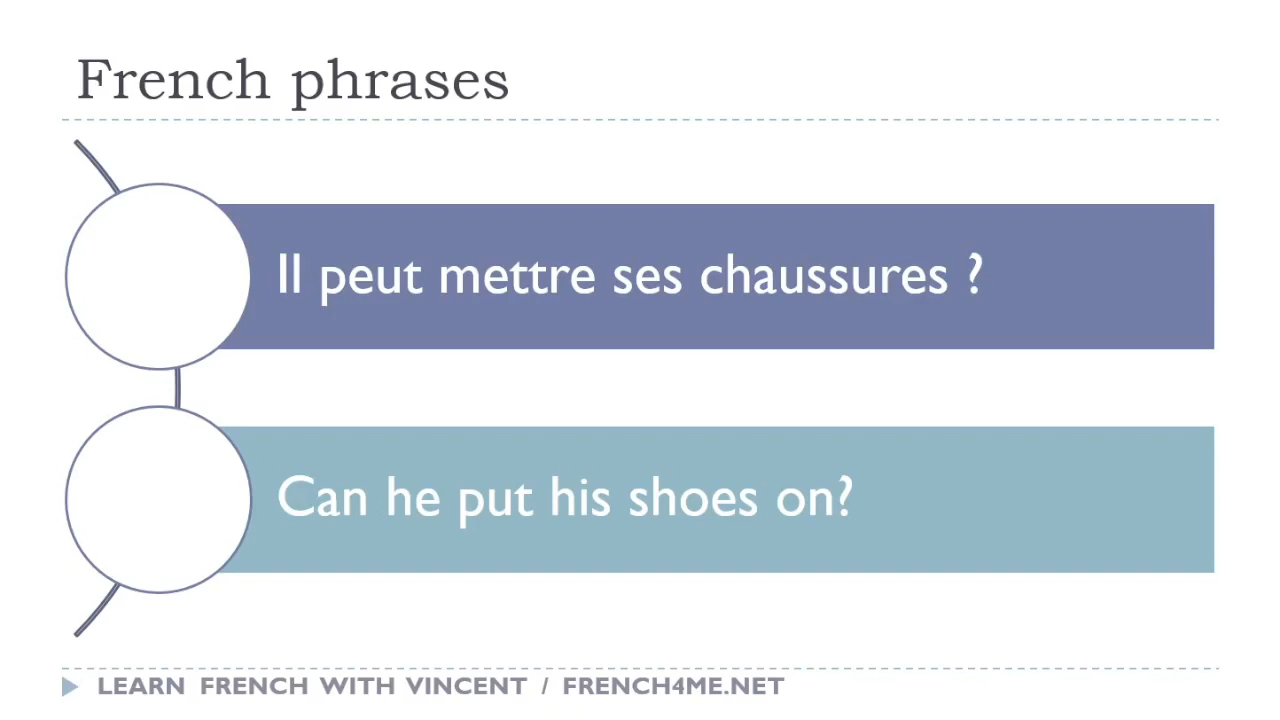 French phrases
Il peut mettre ses chaussures ?
Can he put his shoes on?
LEARN FRENCH WITH VINCENT / FRENCH4ME.NET